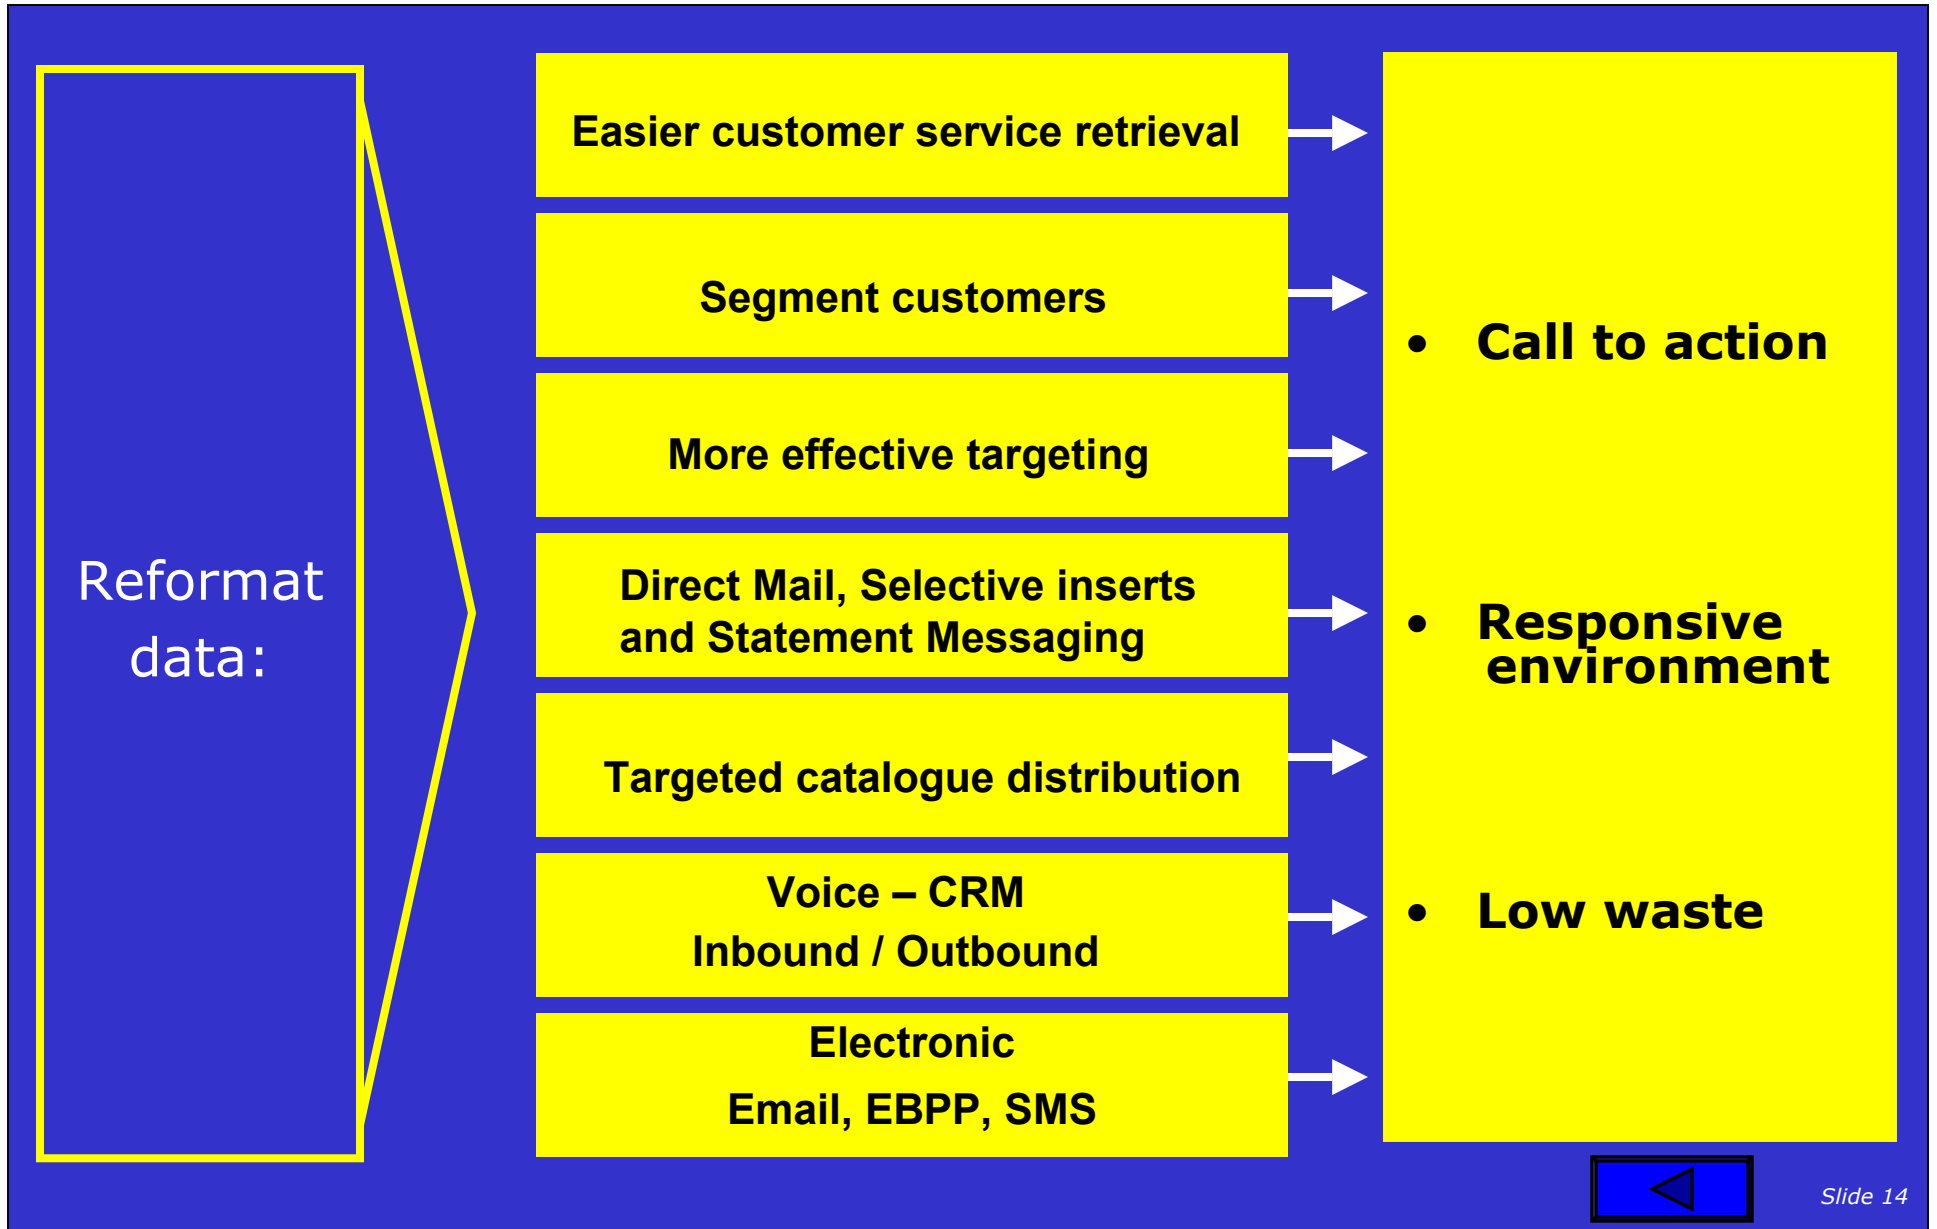 Reformat
data:
Easier customer service retrieval
Segment customers
More effective targeting
Direct Mail, Selective inserts
and Statement Messaging
Targeted catalogue distribution
Voice – CRM
Inbound / Outbound
Electronic
Email, EBPP, SMS
• Call to action
• Responsive
environment
• Low waste
Slide 14